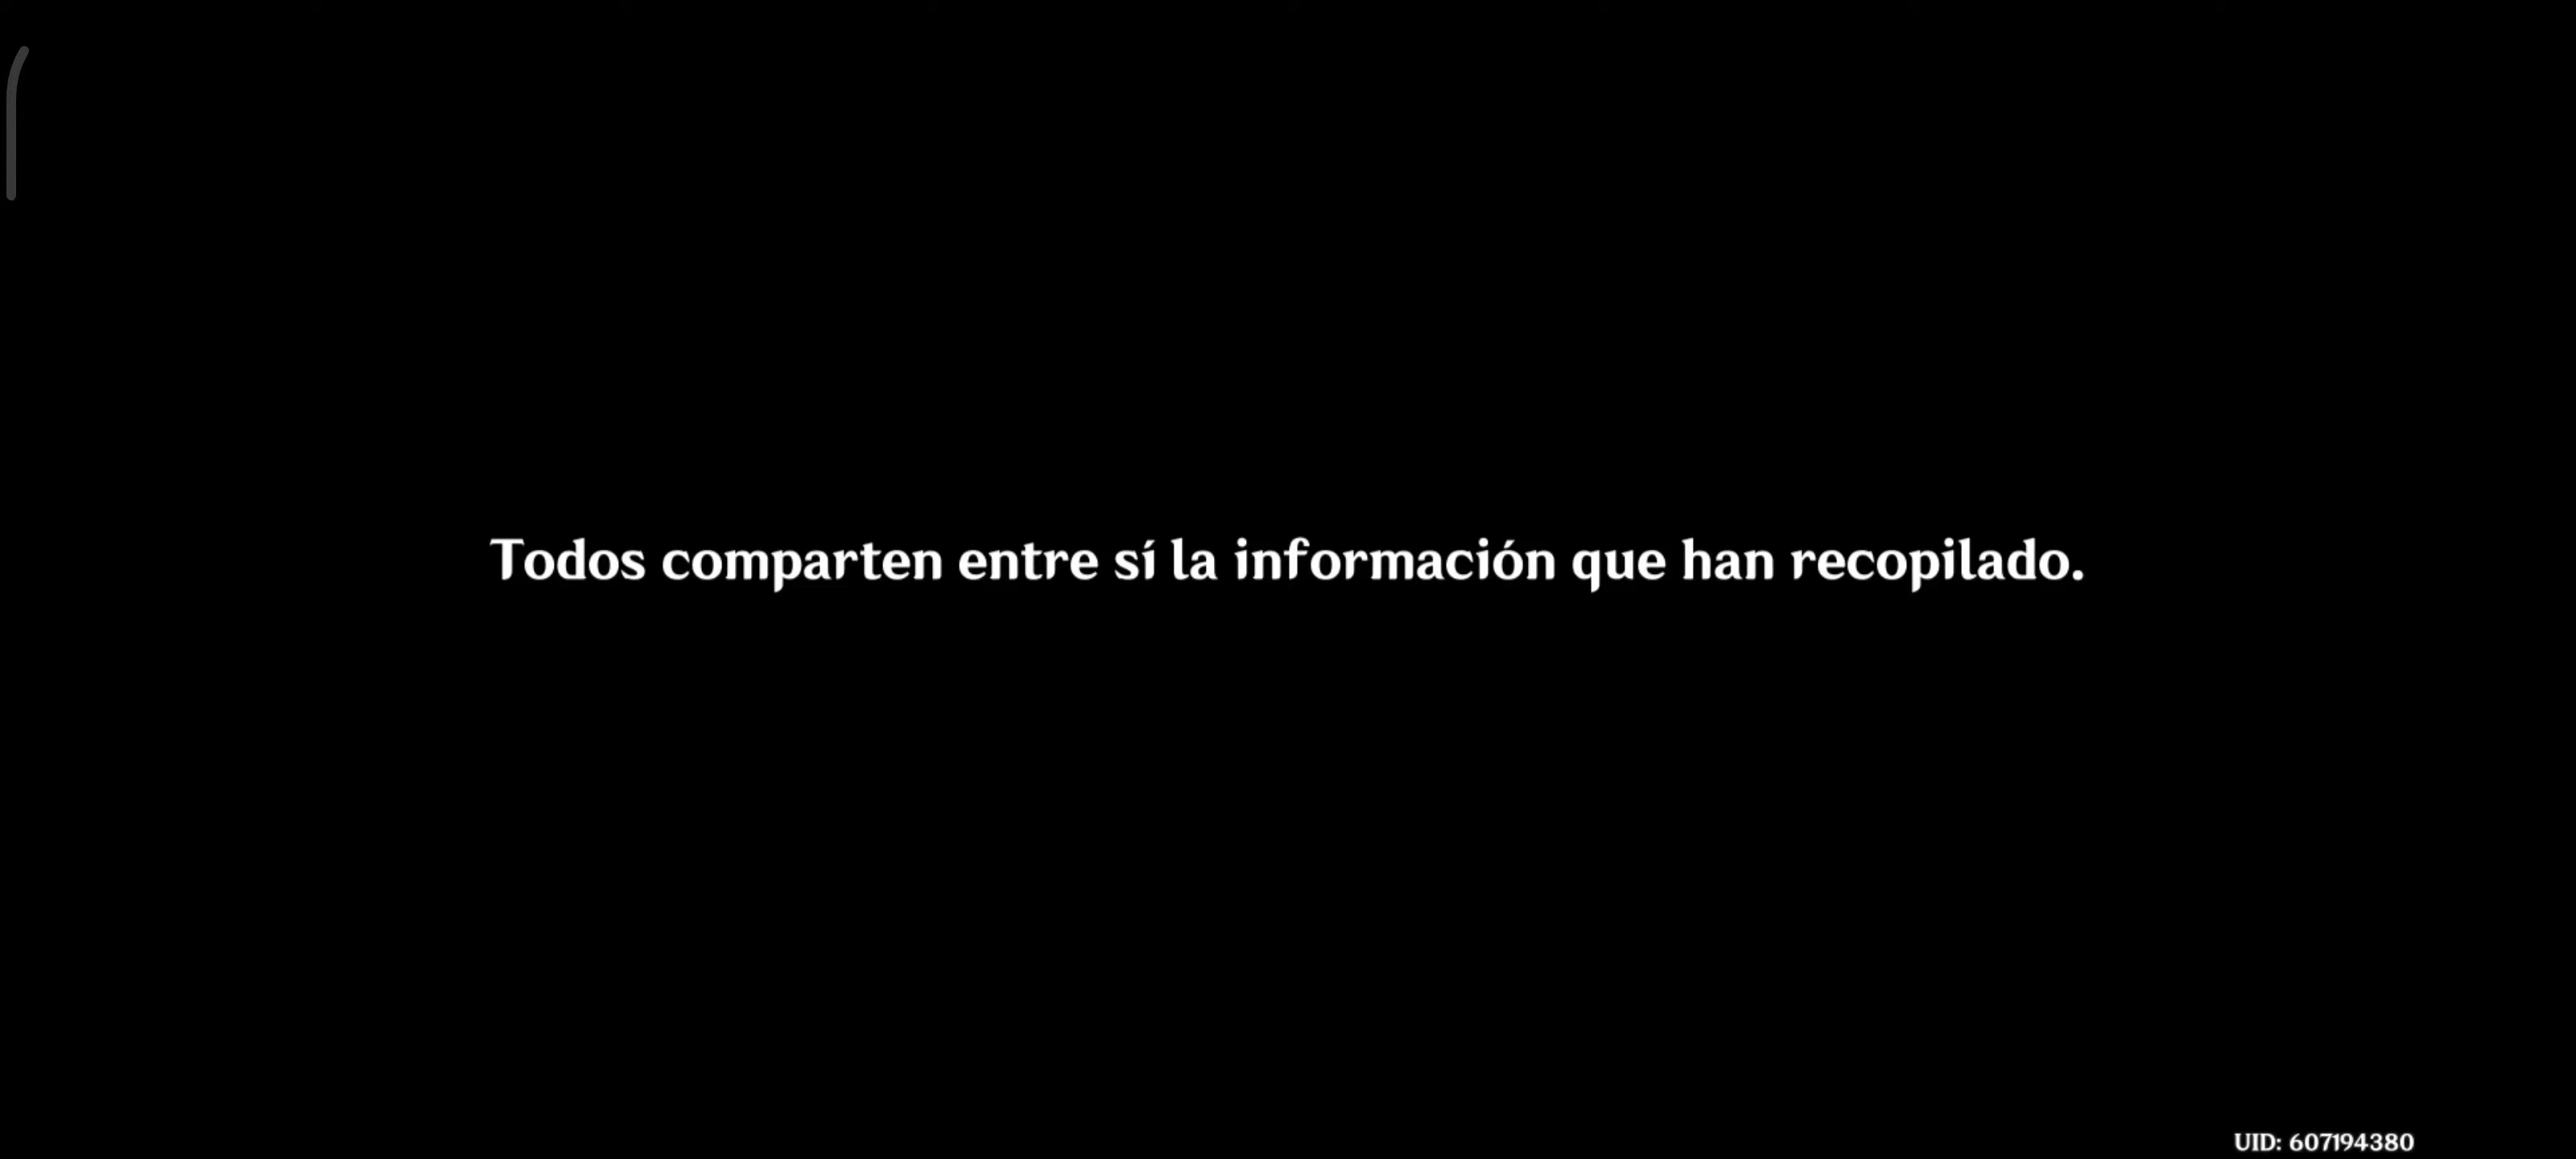 Todos comparten entre sí la información que han recopilado.
UID: 607194380